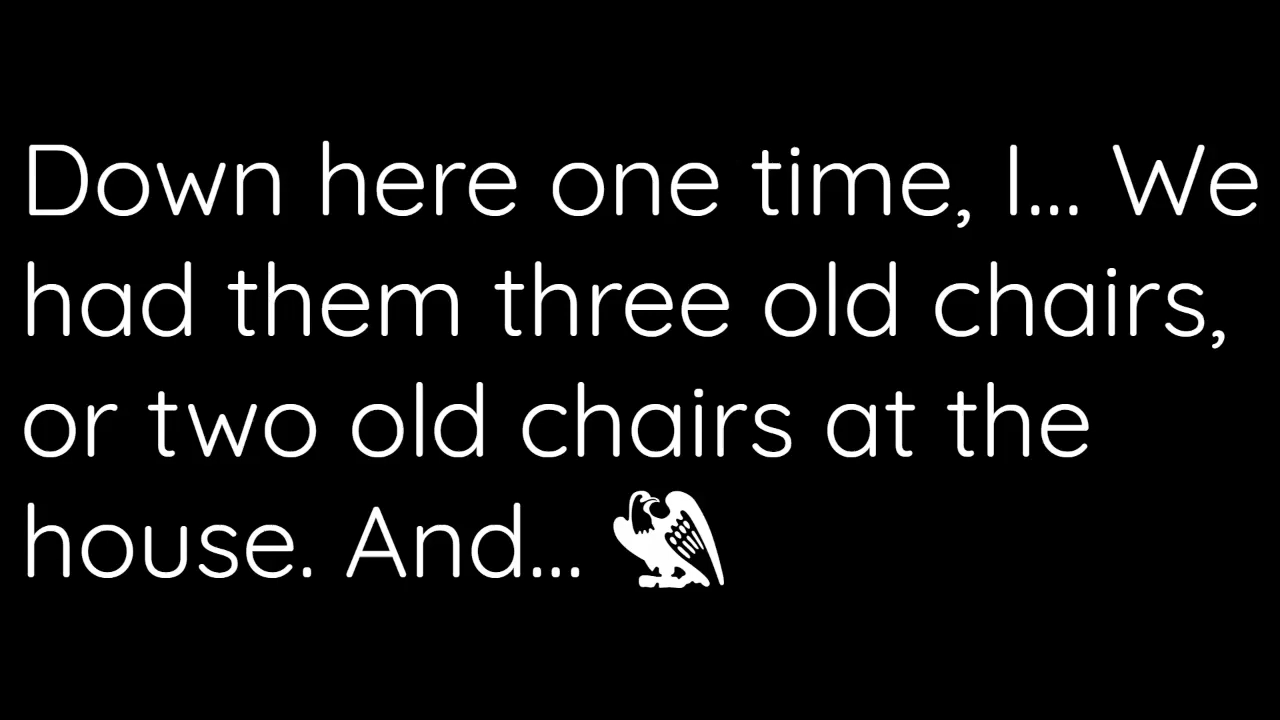 Down here one time, I... We
had them three old chairs,
or two old chairs at the
house. And...